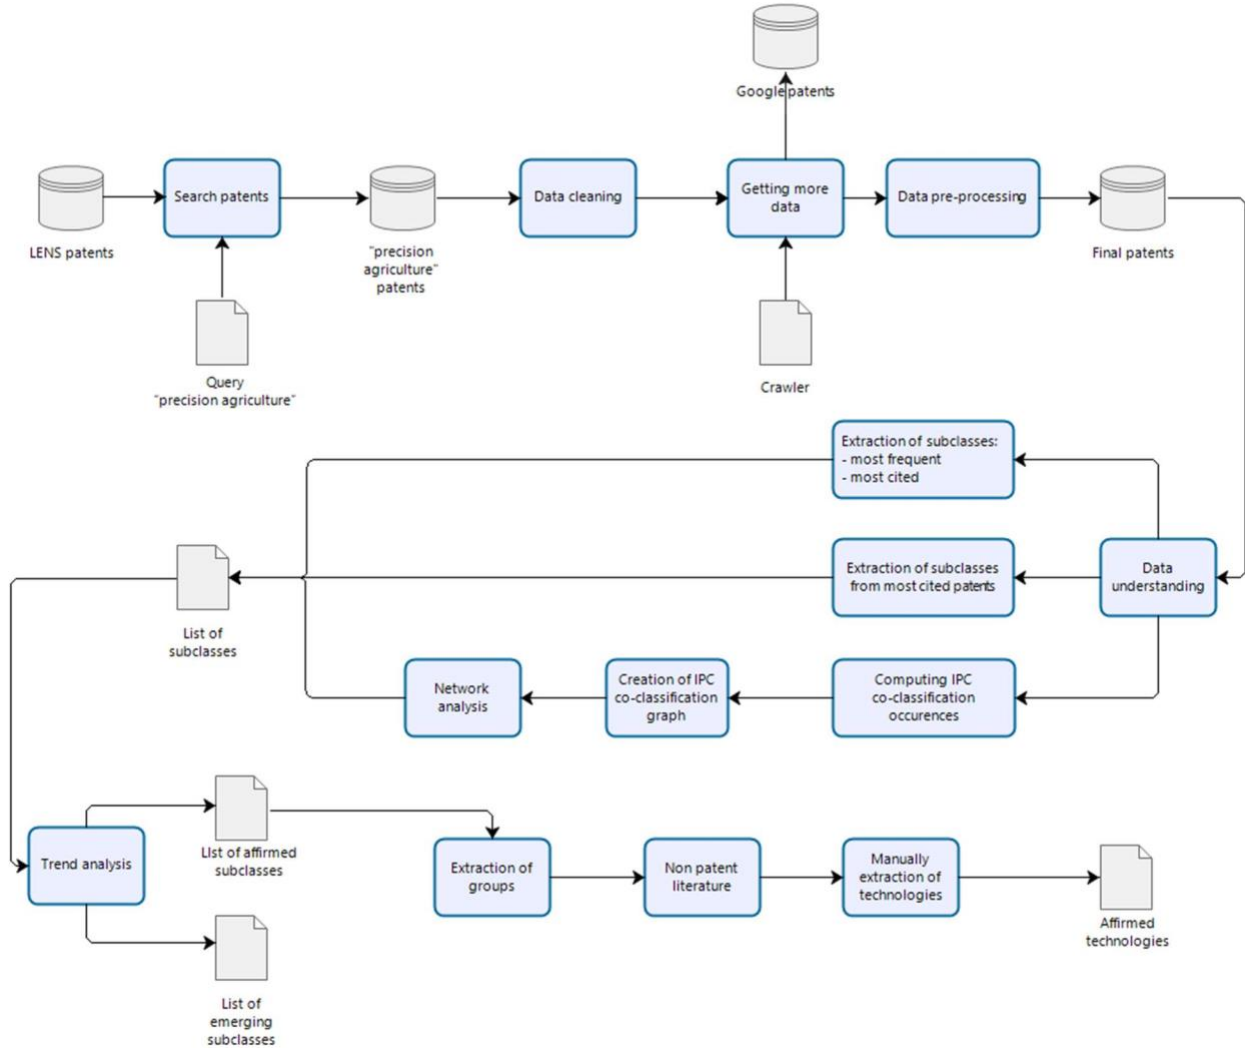 Google patents
LENS patents
Search patents
"precision
agriculture"
patents
Data cleaning
Getting more
data
Data pre-processing
Final patents
Query
"precision agriculture"
Crawler
Extraction of subclasses:
- most frequent
- most cited
Extraction of subclasses
from most cited patents
Data
understanding
List of
subclasses
Network
analysis
Creation of IPC
co-classification
graph
Computing IPC
co-classification
occurences
Trend analysis
LIst of affirmed
subclasses
Extraction of
groups
Non patent
literature
Manually
extraction of
technologies
Affirmed
technologies
List of
emerging
subclasses